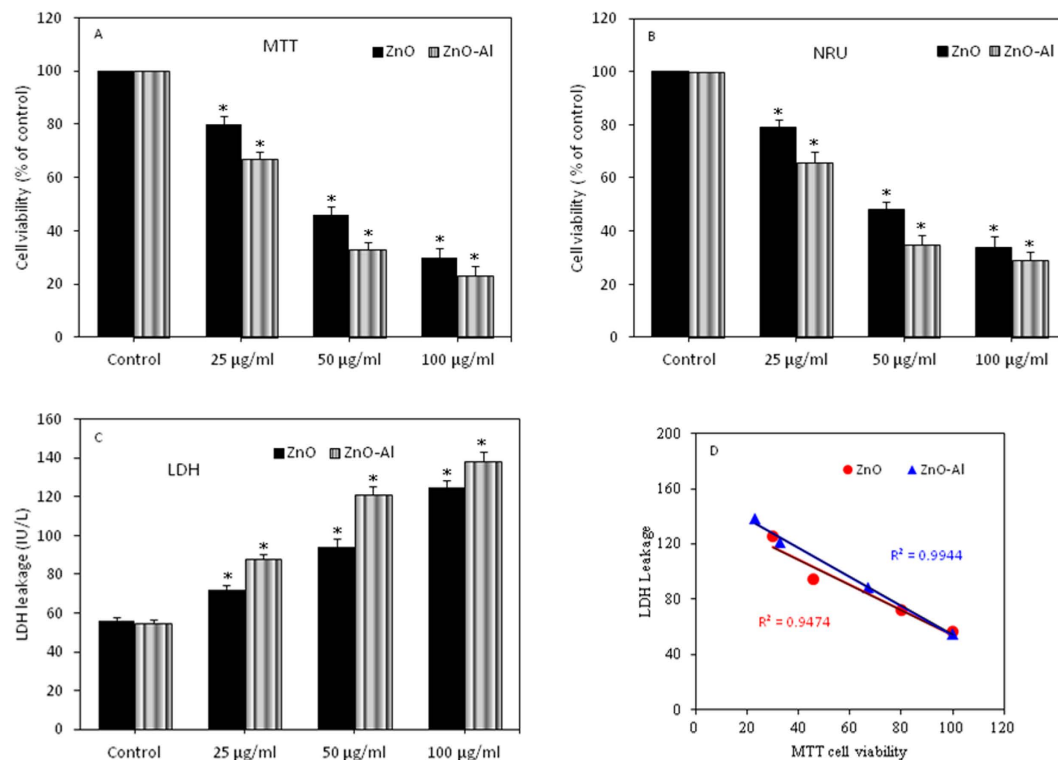 A
MTT
ZnO ZnO-Al
Cell viability (% of control)
120
100
80
60
40
20
0
* * * * * *
Control 25 µg/ml 50 µg/ml 100 µg/ml
B
NRU
ZnO ZnO-Al
Cell viability ( % of control)
120
100
80
60
40
20
0
* * * * * *
Control 25 µg/ml 50 µg/ml 100 µg/ml
C
LDH
ZnO ZnO-Al
LDH leakage (IU/L)
160
140
120
100
80
60
40
20
0
* * * * * *
Control 25 µg/ml 50 µg/ml 100 µg/ml
D
ZnO ZnO-Al
LDH Leakage
200
160
120
80
40
0
R² = 0.9944
R² = 0.9474
0 20 40 60 80 100 120
MTT cell viability